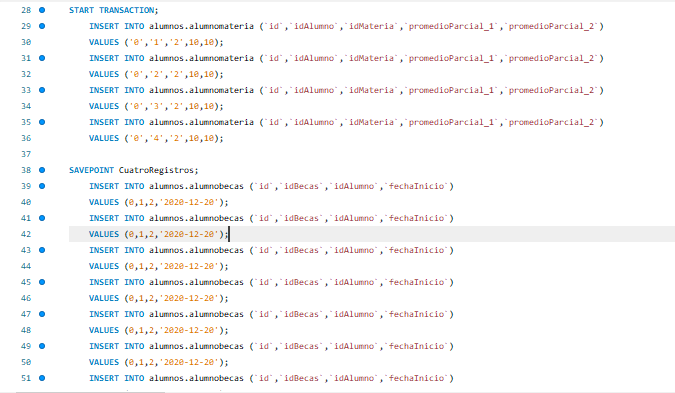 28 START TRANSACTION;
29 INSERT INTO alumnos.alumnomateria (`id`,`idAlumno`,`idMateria`,`promedioParcial_1`,`promedioParcial_2`)
30 VALUES ('0','1','2',10,10);
31 INSERT INTO alumnos.alumnomateria (`id`,`idAlumno`,`idMateria`,`promedioParcial_1`,`promedioParcial_2`)
32 VALUES ('0','2','2',10,10);
33 INSERT INTO alumnos.alumnomateria (`id`,`idAlumno`,`idMateria`,`promedioParcial_1`,`promedioParcial_2`)
34 VALUES ('0','3','2',10,10);
35 INSERT INTO alumnos.alumnomateria (`id`,`idAlumno`,`idMateria`,`promedioParcial_1`,`promedioParcial_2`)
36 VALUES ('0','4','2',10,10);
37
38 SAVEPOINT CuatroRegistros;
39 INSERT INTO alumnos.alumnobecas (`id`,`idBecas`,`idAlumno`,`fechaInicio`)
40 VALUES (0,1,2,'2020-12-20');
41 INSERT INTO alumnos.alumnobecas (`id`,`idBecas`,`idAlumno`,`fechaInicio`)
42 VALUES (0,1,2,'2020-12-20');
43 INSERT INTO alumnos.alumnobecas (`id`,`idBecas`,`idAlumno`,`fechaInicio`)
44 VALUES (0,1,2,'2020-12-20');
45 INSERT INTO alumnos.alumnobecas (`id`,`idBecas`,`idAlumno`,`fechaInicio`)
46 VALUES (0,1,2,'2020-12-20');
47 INSERT INTO alumnos.alumnobecas (`id`,`idBecas`,`idAlumno`,`fechaInicio`)
48 VALUES (0,1,2,'2020-12-20');
49 INSERT INTO alumnos.alumnobecas (`id`,`idBecas`,`idAlumno`,`fechaInicio`)
50 VALUES (0,1,2,'2020-12-20');
51 INSERT INTO alumnos.alumnobecas (`id`,`idBecas`,`idAlumno`,`fechaInicio`)